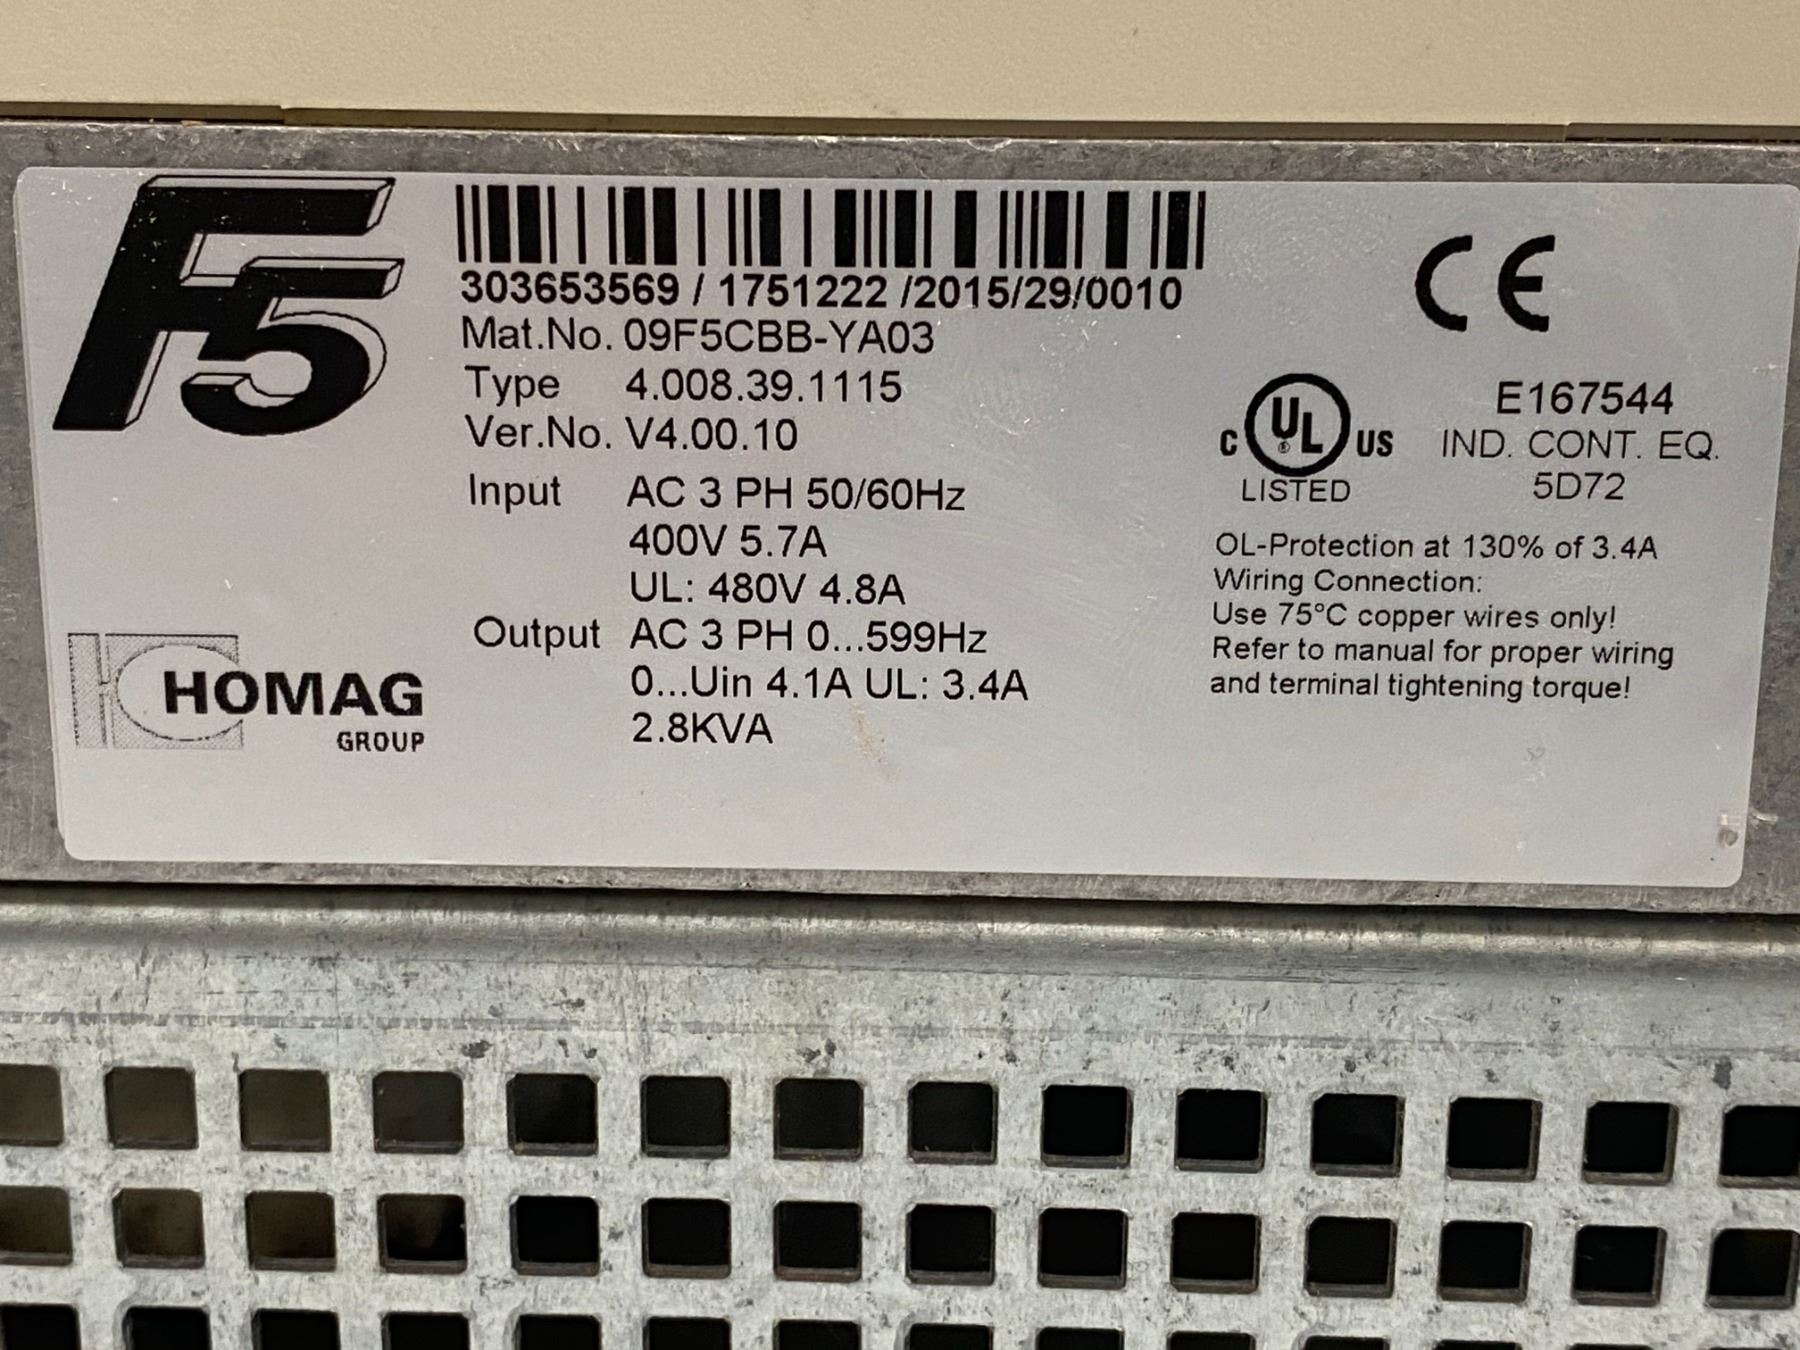 F5
303653569 / 1751222 /2015/29/0010
Mat.No. 09F5CBB-YA03
Type 4.008.39.1115
Ver.No. V4.00.10
Input AC 3 PH 50/60Hz
400V 5.7A
UL: 480V 4.8A
Output AC 3 PH 0...599Hz
0...Uin 4.1A UL: 3.4A
2.8KVA
HOMAG
GROUP
CE
C UL ® US
LISTED
E167544
IND. CONT. EQ.
5D72
OL-Protection at 130% of 3.4A
Wiring Connection:
Use 75°C copper wires only!
Refer to manual for proper wiring
and terminal tightening torque!